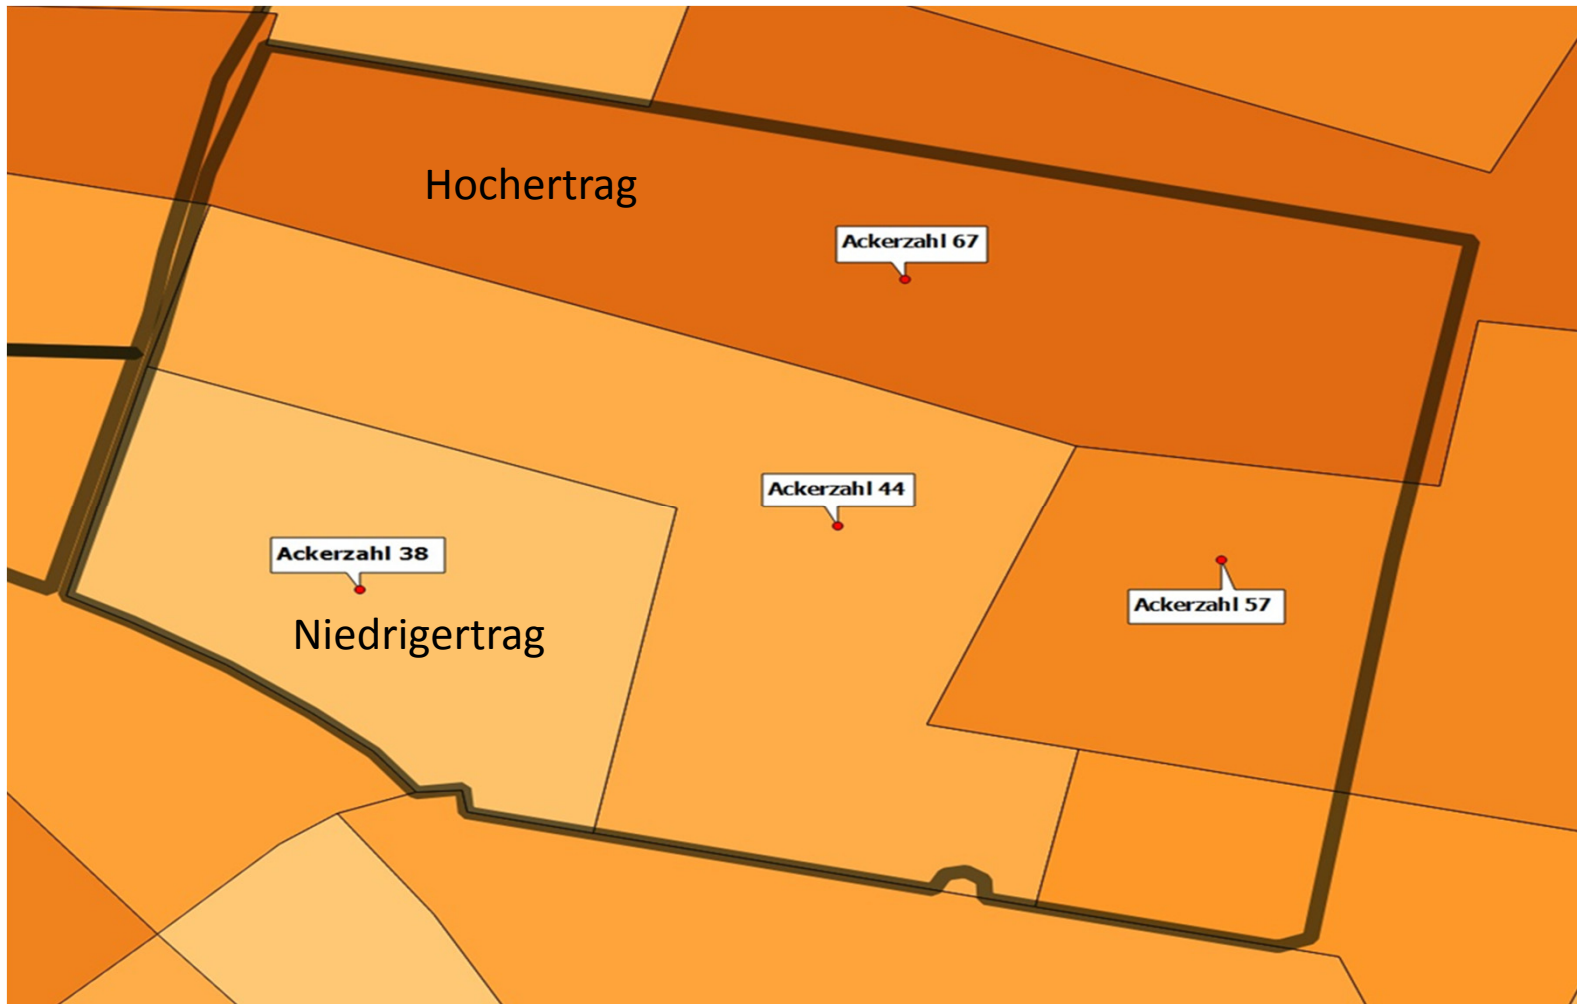 Hochertrag
Ackerzahl 67
Ackerzahl 44
Ackerzahl 38
Ackerzahl 57
Niedrigertrag